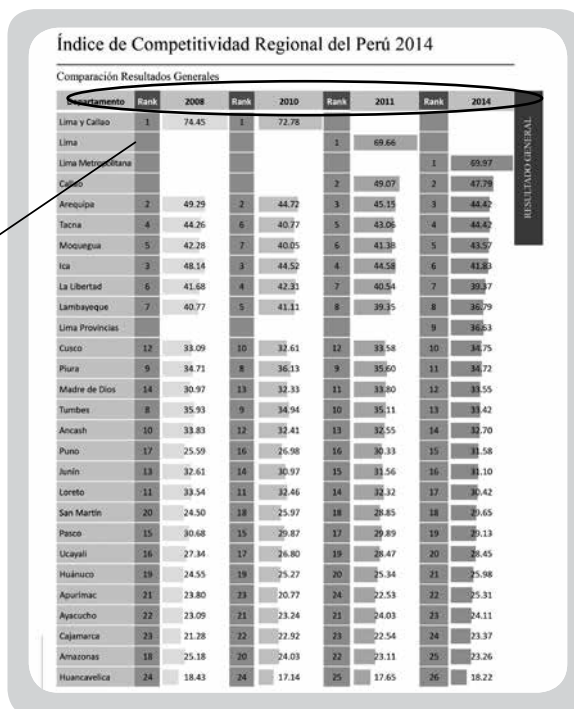 Índice de Competitividad Regional del Perú 2014
Comparación Resultados Generales
Departamento Rank 2008 Rank 2010 Rank 2011 Rank 2014
RESULTADO GENERAL
Lima y Callao 1 74.45 1 72.78
Lima 1 69.66
Lima Metropolitana 1 69.97
Callao 2 49.07 2 47.79
Arequipa 2 49.29 2 44.72 3 45.15 3 44.42
Tacna 4 44.26 6 40.77 5 43.06 4 44.42
Moquegua 5 42.28 7 40.05 6 41.38 5 43.57
Ica 3 48.14 3 44.52 4 44.58 6 41.83
La Libertad 6 41.68 4 42.31 7 40.54 7 39.37
Lambayeque 7 40.77 5 41.11 8 39.35 8 36.79
Lima Provincias 9 36.63
Cusco 12 33.09 10 32.61 12 33.58 10 34.75
Piura 9 34.71 8 36.13 9 35.60 11 34.72
Madre de Dios 14 30.97 13 32.33 11 33.80 12 33.55
Tumbes 8 35.93 9 34.94 10 35.11 13 33.42
Ancash 10 33.83 12 32.41 13 32.55 14 32.70
Puno 17 25.59 16 26.98 16 30.33 15 31.58
Junín 13 32.61 14 30.97 15 31.56 16 31.10
Loreto 11 33.54 11 32.46 14 32.32 17 30.42
San Martín 20 24.50 18 25.97 18 28.85 18 29.65
Pasco 15 30.68 15 29.87 17 29.89 19 29.13
Ucayali 16 27.34 17 26.80 19 28.47 20 28.45
Huánuco 19 24.55 19 25.27 20 25.34 21 25.98
Apurímac 21 23.80 23 20.77 24 22.53 22 25.31
Ayacucho 22 23.09 21 23.24 21 24.03 23 24.11
Cajamarca 23 21.28 22 22.92 23 22.54 24 23.37
Amazonas 18 25.18 20 24.03 22 23.11 25 23.26
Huancavelica 24 18.43 24 17.14 25 17.65 26 18.22